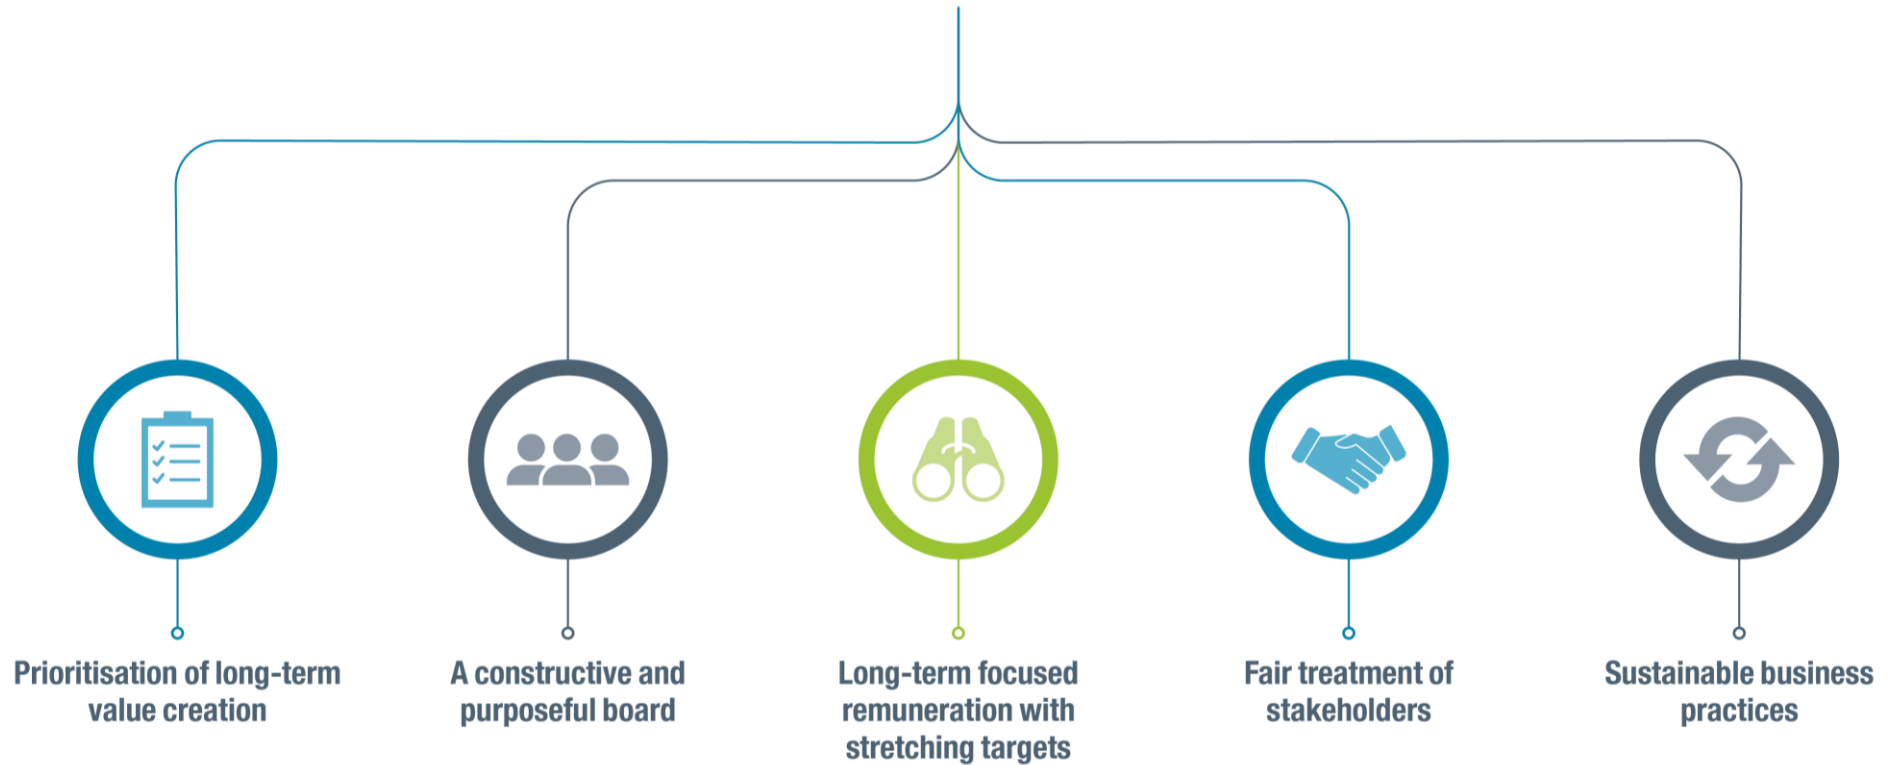 Prioritisation of long-term
value creation
A constructive and
purposeful board
Long-term focused
remuneration with
stretching targets
Fair treatment of
stakeholders
Sustainable business
practices